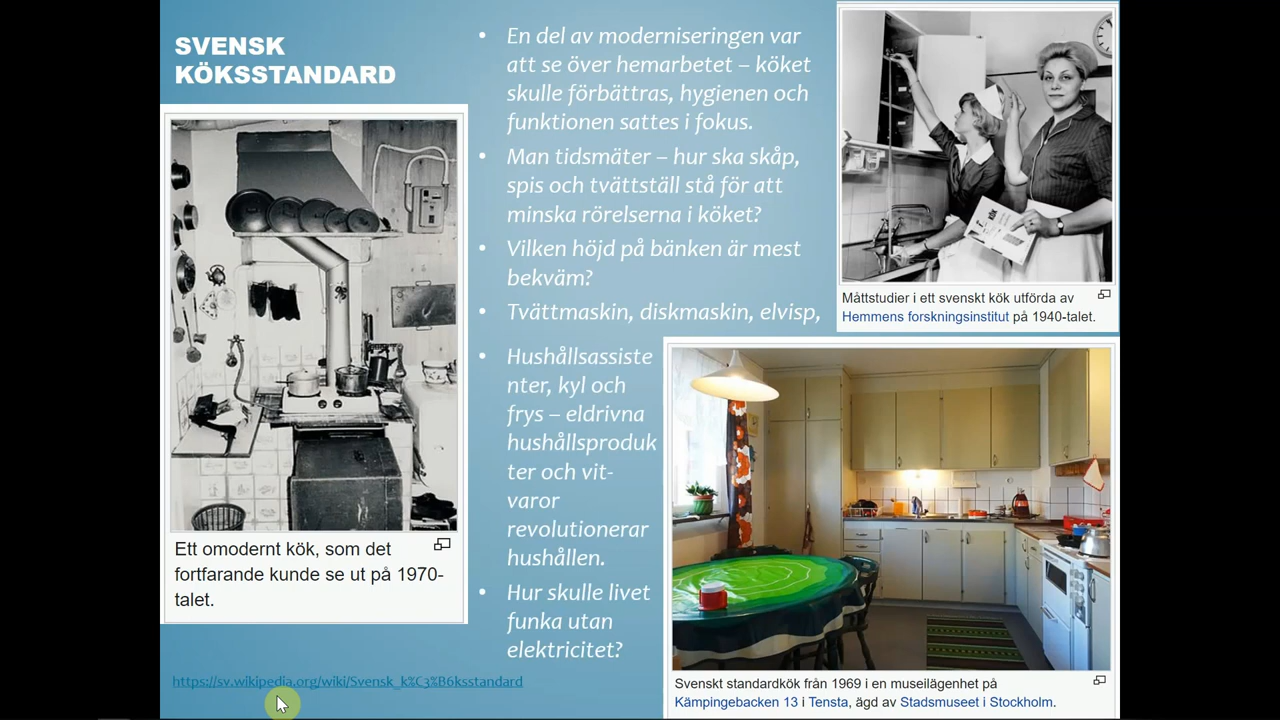 SVENSK
KÖKSSTANDARD
Ett omodernt kök, som det
fortfarande kunde se ut på 1970-
talet.
https://sv.wikipedia.org/wiki/Svensk_k%C3%B6ksstandard
En del av moderniseringen var
att se över hemarbetet – köket
skulle förbättras, hygienen och
funktionen sattes i fokus.
Man tidsmäter – hur ska skåp,
spis och tvättställ stå för att
minska rörelserna i köket?
Vilken höjd på bänken är mest
bekväm?
Tvättmaskin, diskmaskin, elvisp,
Hushållsassiste
nter, kyl och
frys – eldrivna
hushållsproduk
ter och vit-
varor
revolutionerar
hushållen.
Hur skulle livet
funka utan
elektricitet?
kök
Måttstudier i ett svenskt kök utförda av
Hemmens forskningsinstitut på 1940-talet.
Svenskt standardkök från 1969 i en museilägenhet på
Kämpingebacken 13 i Tensta, ägd av Stadsmuseet i Stockholm.